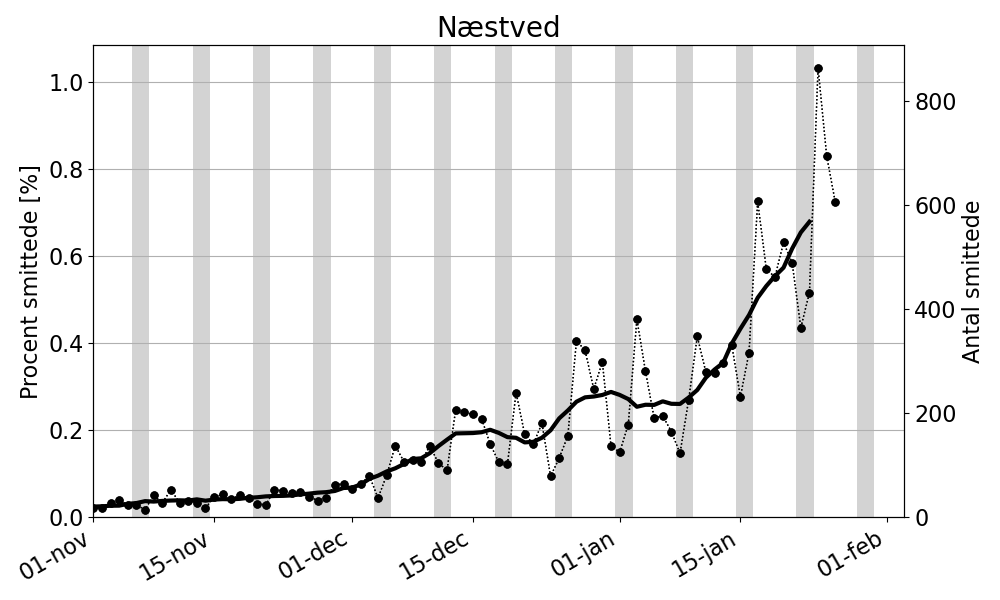 Næstved
Procent smittede [%]
1.0
0.8
0.6
0.4
0.2
0.0
800
600
400
200
0
Antal smittede
01-nov
15-nov
01-dec
15-dec
01-jan
15-jan
01-feb